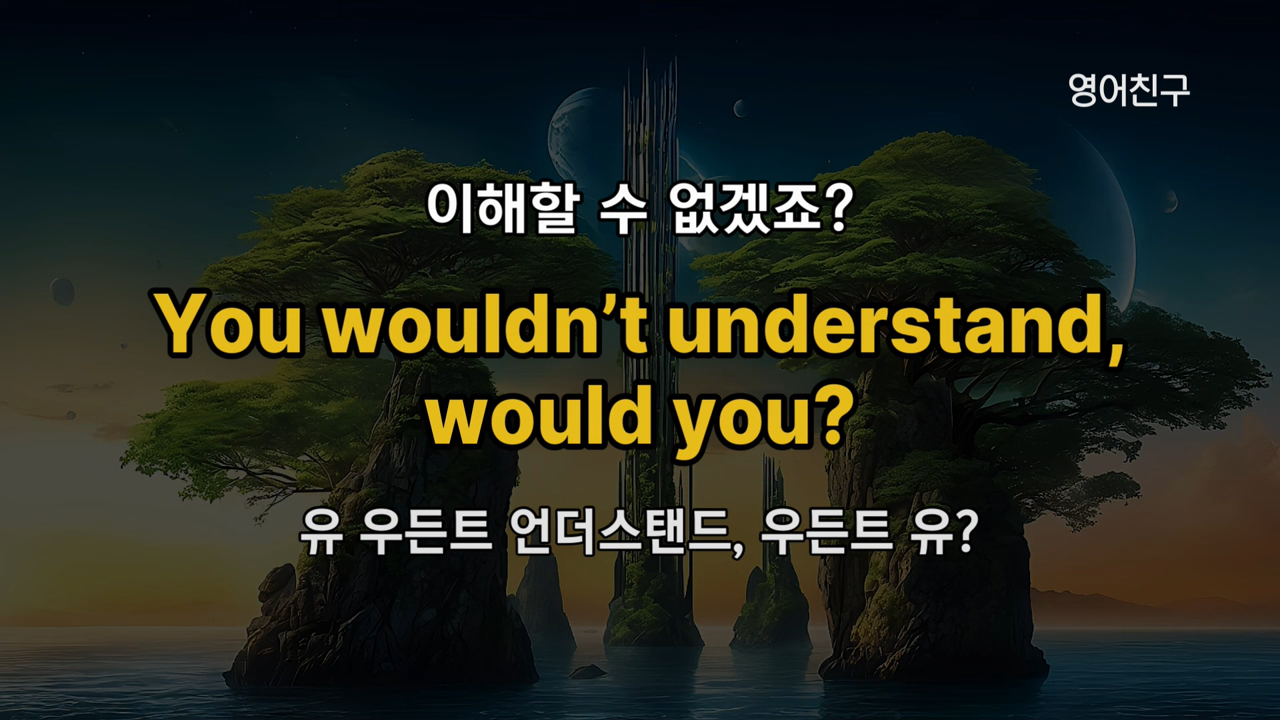 영어친구
이해할 수 없겠죠?
You wouldn’t understand,
would you?
유 우든트 언더스탠드, 우든트 유?